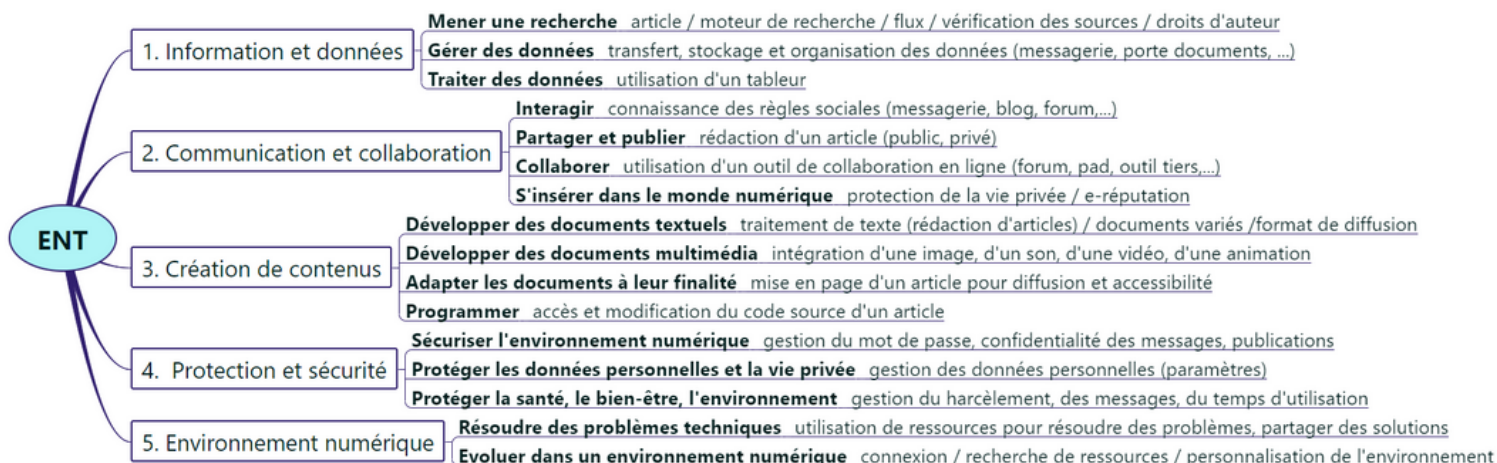 ENT
1. Information et données
Mener une recherche article / moteur de recherche / flux / vérification des sources / droits d'auteur
Gérer des données transfert, stockage et organisation des données (messagerie, porte documents, ...)
Traiter des données utilisation d'un tableur
2. Communication et collaboration
Interagir connaissance des règles sociales (messagerie, blog, forum,...)
Partager et publier rédaction d'un article (public, privé)
Collaborer utilisation d'un outil de collaboration en ligne (forum, pad, outil tiers,...)
S'insérer dans le monde numérique protection de la vie privée / e-réputation
3. Création de contenus
Développer des documents textuels traitement de texte (rédaction d'articles) / documents variés /format de diffusion
Développer des documents multimédia intégration d'une image, d'un son, d'une vidéo, d'une animation
Adapter les documents à leur finalité mise en page d'un article pour diffusion et accessibilité
Programmer accès et modification du code source d'un article
4. Protection et sécurité
Sécuriser l'environnement numérique gestion du mot de passe, confidentialité des messages, publications
Protéger les données personnelles et la vie privée gestion des données personnelles (paramètres)
Protéger la santé, le bien-être, l'environnement gestion du harcèlement, des messages, du temps d'utilisation
5. Environnement numérique
Résoudre des problèmes techniques utilisation de ressources pour résoudre des problèmes, partager des solutions
Evoluer dans un environnement numérique connexion / recherche de ressources / personnalisation de l'environnement